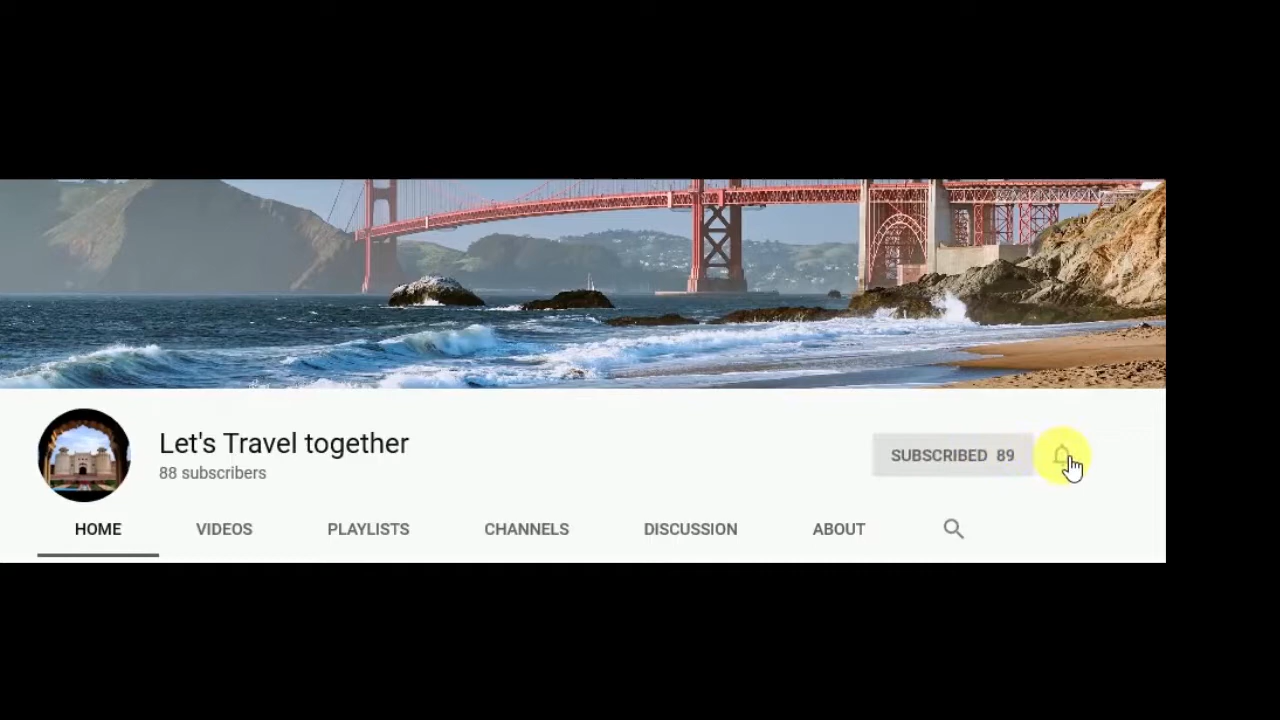 Let's Travel together
88 subscribers
SUBSCRIBED 89
HOME VIDEOS PLAYLISTS CHANNELS DISCUSSION ABOUT